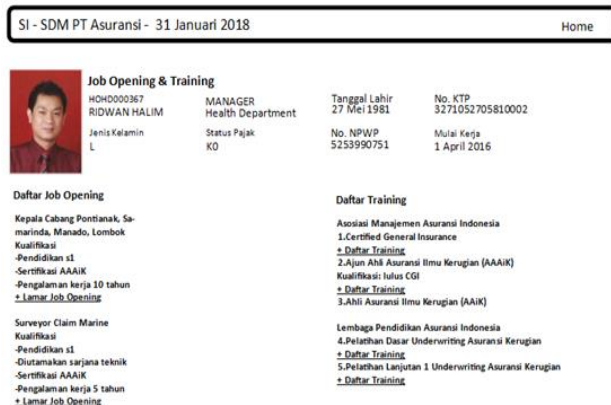 SI - SDM PT Asuransi -  31 Januari 2018
Home
Job Opening & Training
HOHD000367
RIDWAN HALIM
MANAGER
Health Department
Tanggal Lahir
27 Mei 1981
No. KTP
3271052705810002
Jenis Kelamin
L
Status Pajak
K0
No. NPWP
5253990751
Mulai Kerja
1 April 2016
Daftar Job Opening
Kepala Cabang Pontianak, Sa-
marinda, Manado, Lombok
Kualifikasi
-Pendidikan s1
-Sertifikasi AAAiK
-Pengalaman kerja 10 tahun
+ Lamar Job Opening
Surveyor Claim Marine
Kualifikasi
-Pendidikan s1
-Diutamakan sarjana teknik
-Sertifikasi AAAiK
-Pengalaman kerja 5 tahun
+ Lamar Job Opening
Daftar Training
Asosiasi Manajemen Asuransi Indonesia
1.Certified General Insurance
+ Daftar Training
2.Ajun Ahli Asuransi Ilmu Kerugian (AAAiK)
Kualifikasi: lulus CGI
+ Daftar Training
3.Ahli Asuransi Ilmu Kerugian (AAiK)
Lembaga Pendidikan Asuransi Indonesia
4.Pelatihan Dasar Underwriting Asuransi Kerugian
+ Daftar Training
5.Pelatihan Lanjutan 1 Underwriting Asuransi Kerugian
+ Daftar Training